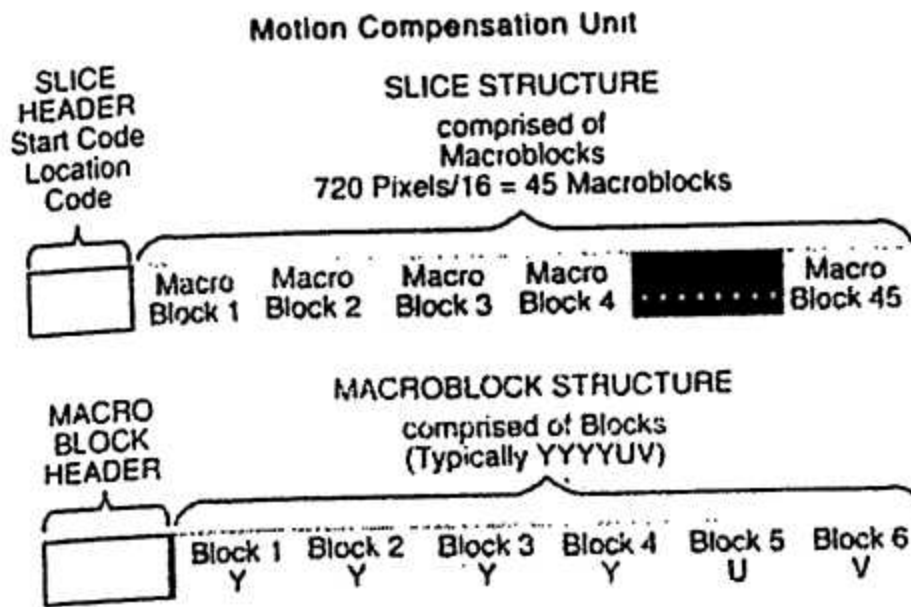 Motion Compensation Unit
SLICE
HEADER
Start Code
Location
Code
SLICE STRUCTURE
comprised of
Macroblocks
720 Pixels/16 = 45 Macroblocks
Macro Block 1
Macro Block 2
Macro Block 3
Macro Block 4
Macro Block 45
MACRO
BLOCK
HEADER
MACROBLOCK STRUCTURE
comprised of Blocks
(Typically YYYYUV)
Block 1 Block 2 Block 3 Block 4 Block 5 Block 6
Y Y Y Y U V